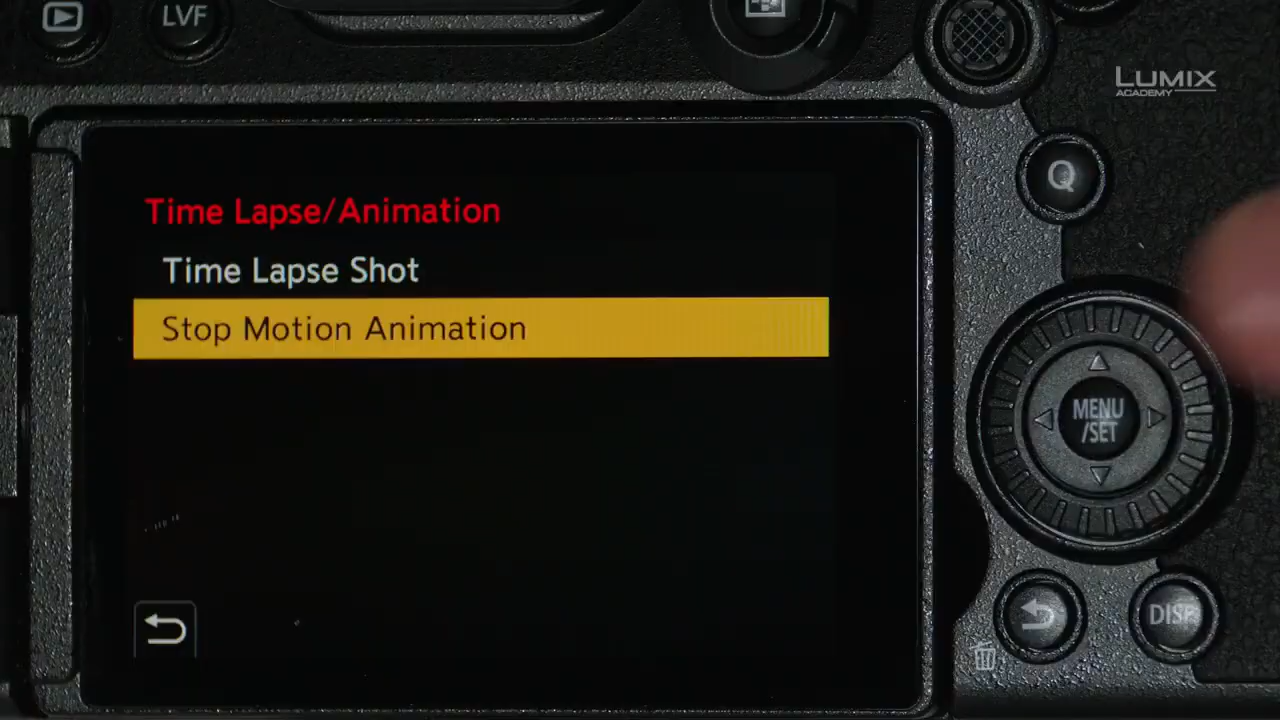 LVF
LUMIX
ACADEMY
Q
Time Lapse/Animation
Time Lapse Shot
Stop Motion Animation
MENU
/SET
DISP.